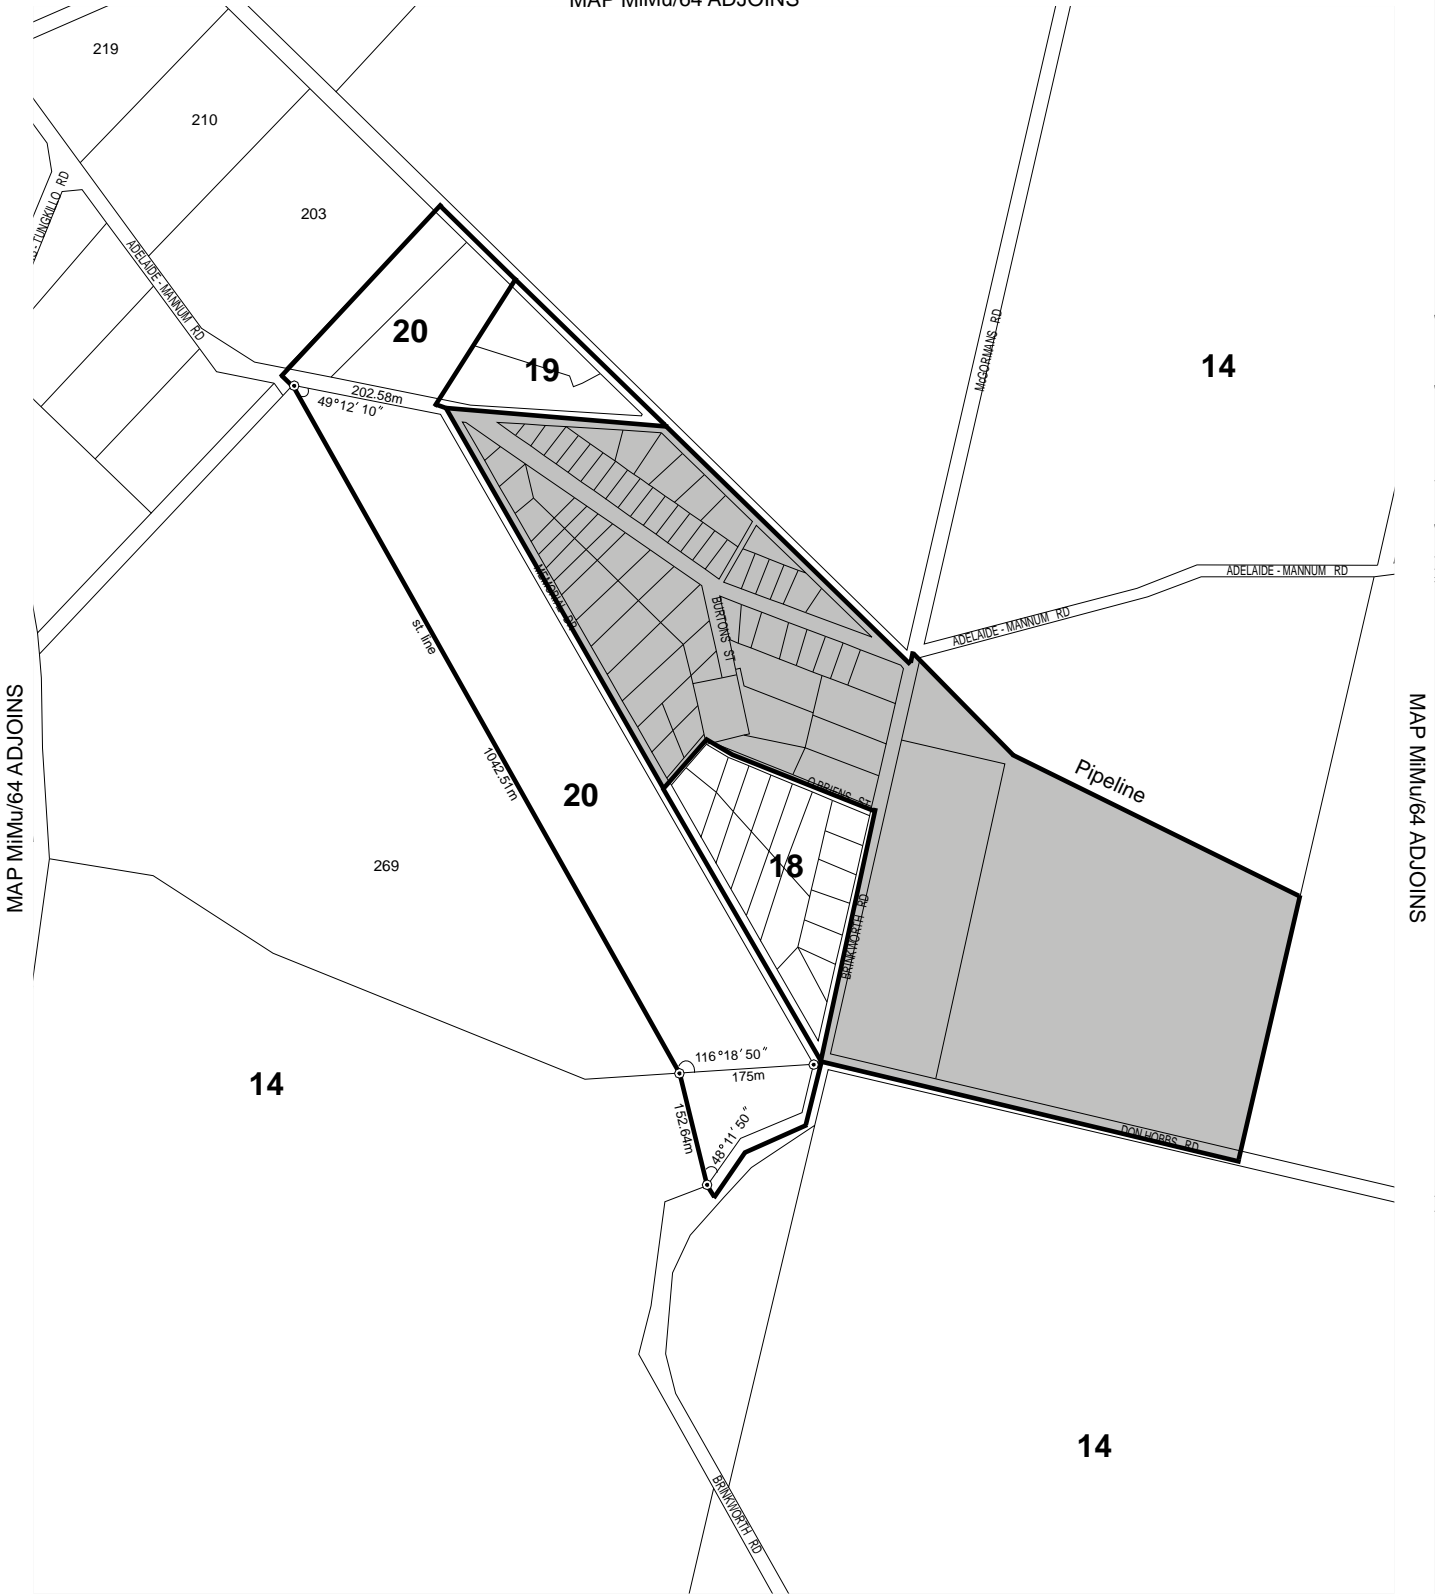 MAP MiMu/64 ADJOINS
219
210
TUNGKILLO RD
203
ADELAIDE - MANNUM RD
20
19
202.58m
49°12′ 10″
McGORMANS RD
14
ADELAIDE - MANNUM RD
ADELAIDE - MANNUM RD
MEMORIAL DR
BURTONS ST
st. line
MAP MiMu/64 ADJOINS
MAP MiMu/64 ADJOINS
1042.51m
20
Pipeline
O'BRIENS ST
269
18
BRINKWORTH RD
116°18′ 50″
175m
14
152.64m
48°11′ 50″
DON HOBBS RD
14
BRINKWORTH RD